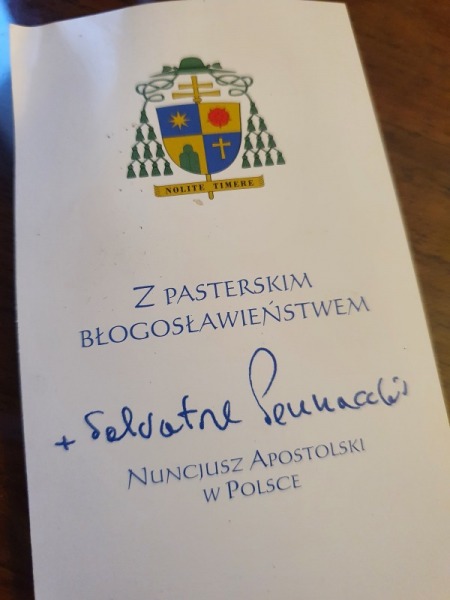 NOLITE TIMERE
Z PASTERSKIM
BŁOGOSŁAWIEŃSTWEM
+ Salvatore Pennacchio
NUNCJUSZ APOSTOLSKI
W POLSCE